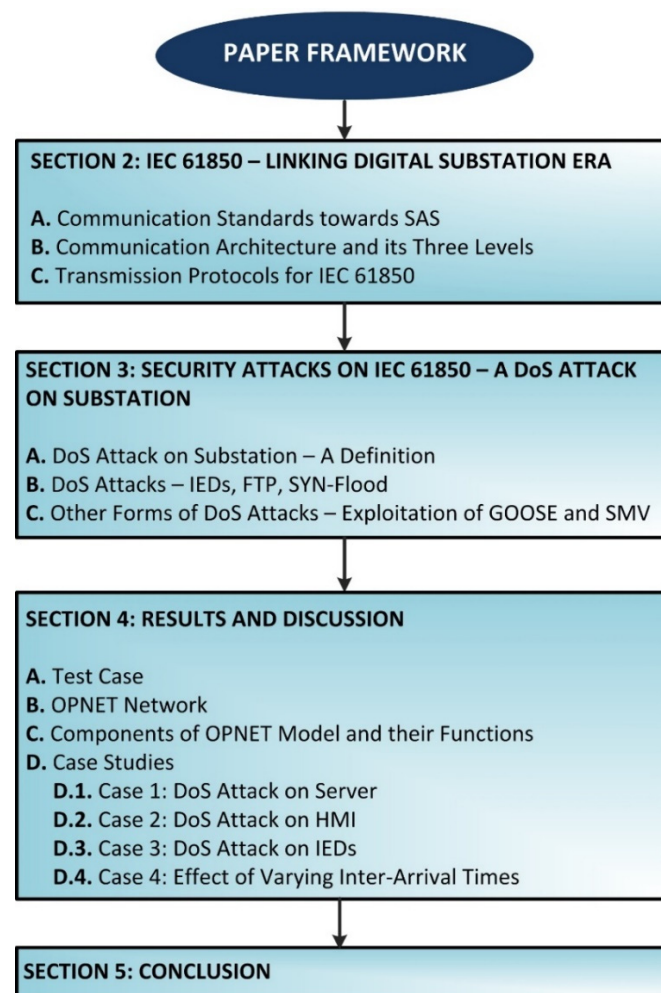 PAPER FRAMEWORK
SECTION 2: IEC 61850 – LINKING DIGITAL SUBSTATION ERA
A. Communication Standards towards SAS
B. Communication Architecture and its Three Levels
C. Transmission Protocols for IEC 61850
SECTION 3: SECURITY ATTACKS ON IEC 61850 – A DoS ATTACK
ON SUBSTATION
A. DoS Attack on Substation – A Definition
B. DoS Attacks – IEDs, FTP, SYN-Flood
C. Other Forms of DoS Attacks – Exploitation of GOOSE and SMV
SECTION 4: RESULTS AND DISCUSSION
A. Test Case
B. OPNET Network
C. Components of OPNET Model and their Functions
D. Case Studies
D.1. Case 1: DoS Attack on Server
D.2. Case 2: DoS Attack on HMI
D.3. Case 3: DoS Attack on IEDs
D.4. Case 4: Effect of Varying Inter-Arrival Times
SECTION 5: CONCLUSION